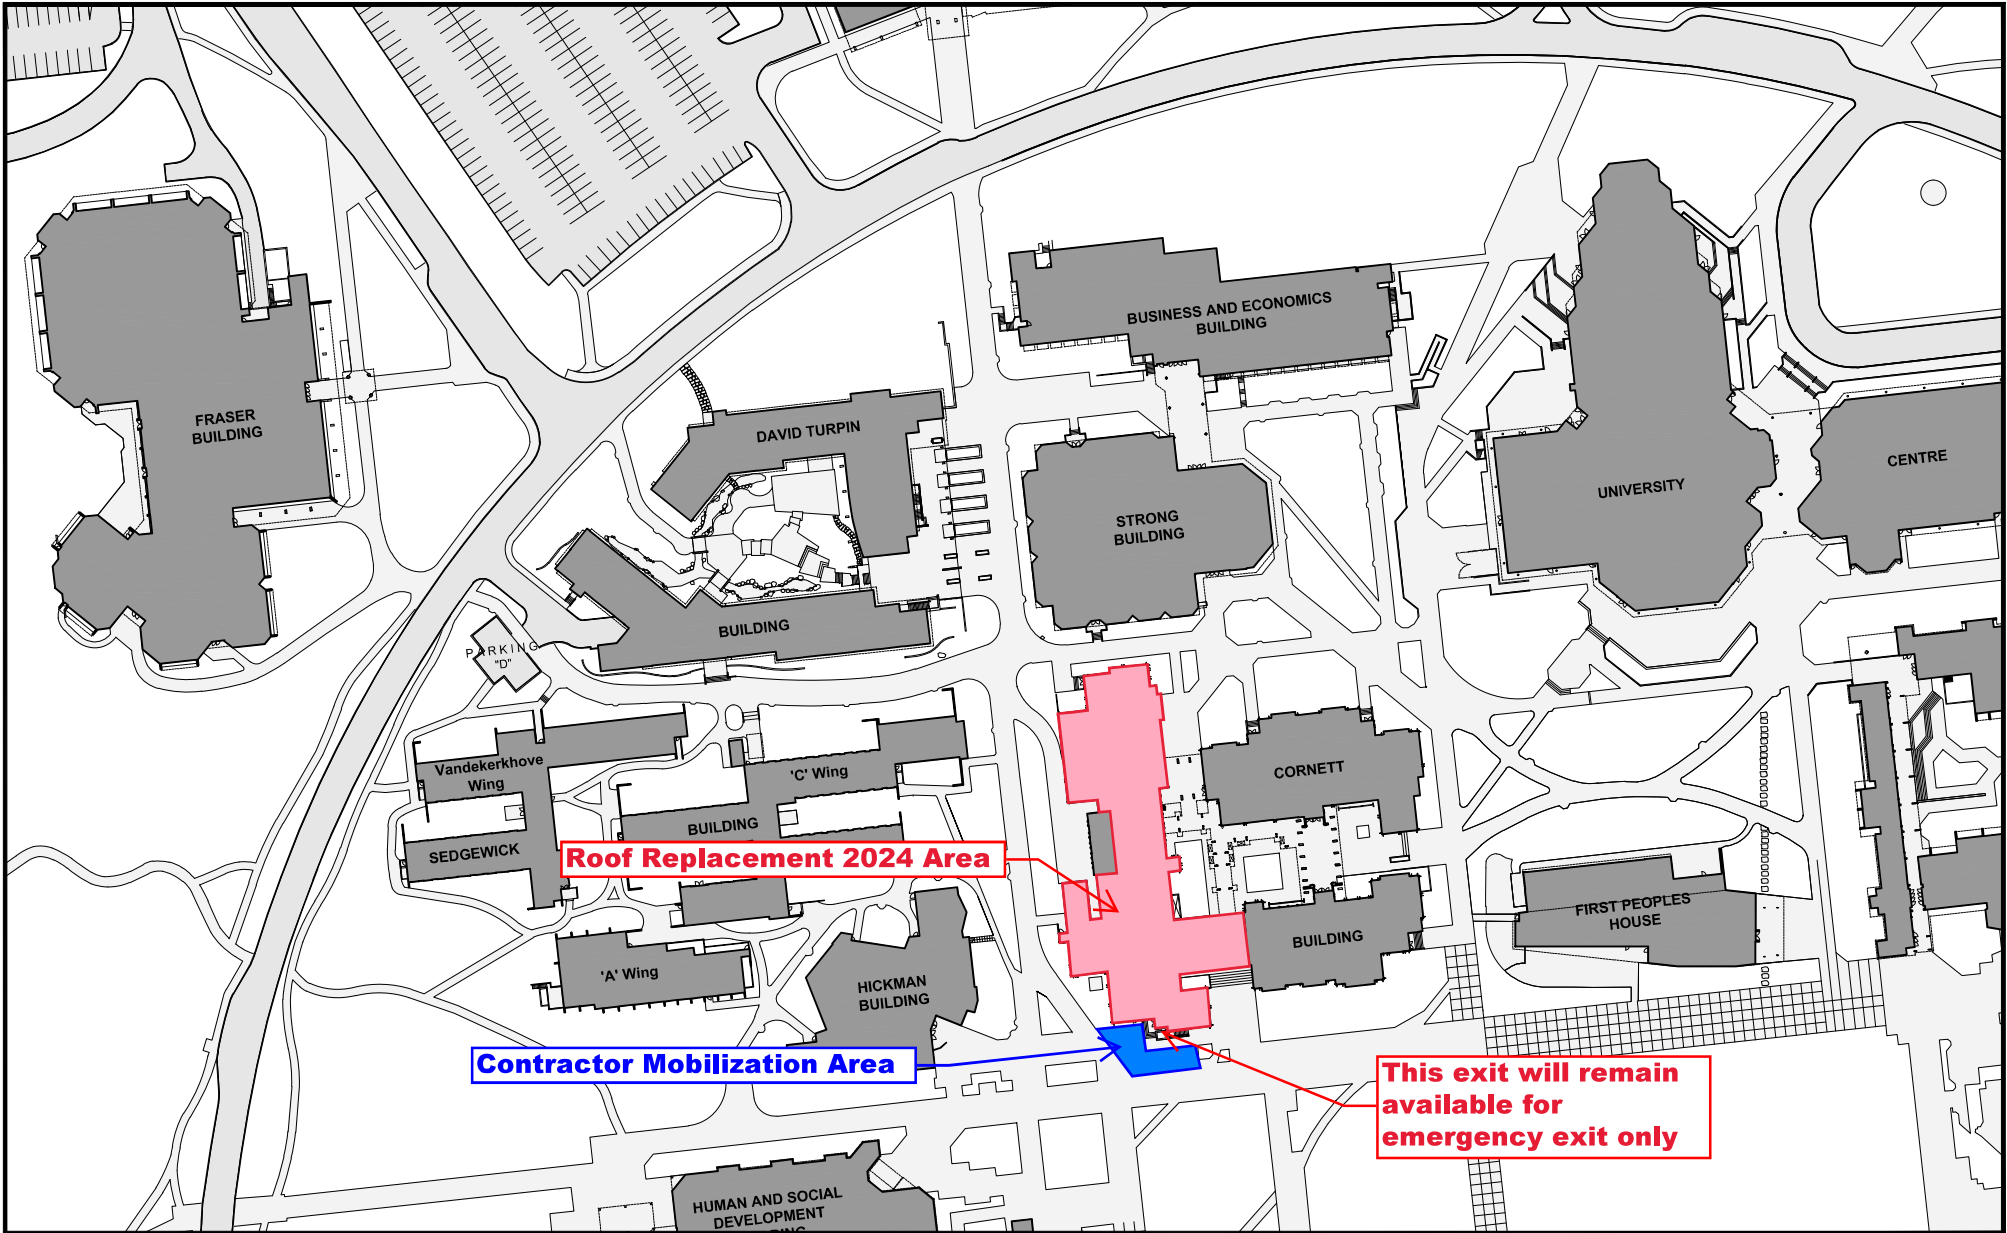 BUSINESS AND ECONOMICS
BUILDING
FRASER
BUILDING
DAVID TURPIN
CENTRE
UNIVERSITY
STRONG
BUILDING
BUILDING
PARKING
"D"
Vandekerkhove
Wing
'C' Wing
CORNETT
BUILDING
SEDGEWICK
Roof Replacement 2024 Area
FIRST PEOPLES
HOUSE
BUILDING
'A' Wing
HICKMAN
BUILDING
Contractor Mobilization Area
This exit will remain
available for
emergency exit only
HUMAN AND SOCIAL
DEVELOPMENT